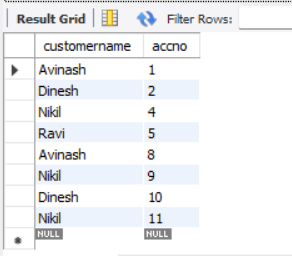 Result Grid Filter Rows:
customername accno
Avinash 1
Dinesh 2
Nikil 4
Ravi 5
Avinash 8
Nikil 9
Dinesh 10
Nikil 11
NULL NULL